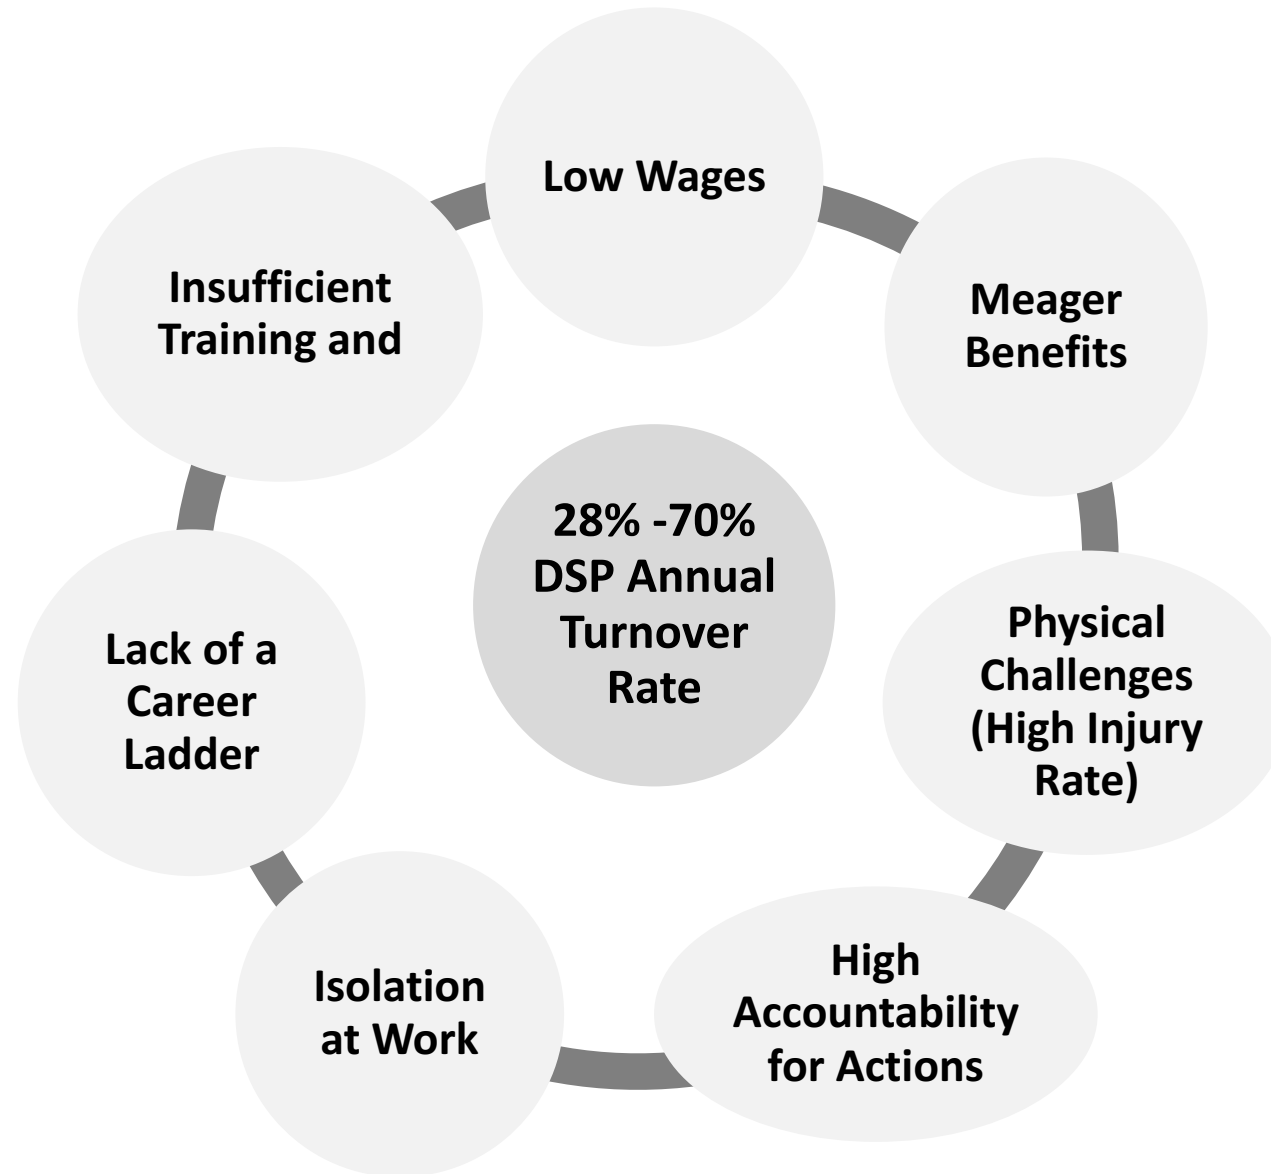 Low Wages
Meager
Benefits
Physical
Challenges
(High Injury
Rate)
High
Accountability
for Actions
Isolation
at Work
Lack of a
Career
Ladder
Insufficient
Training and
28% -70%
DSP Annual
Turnover
Rate